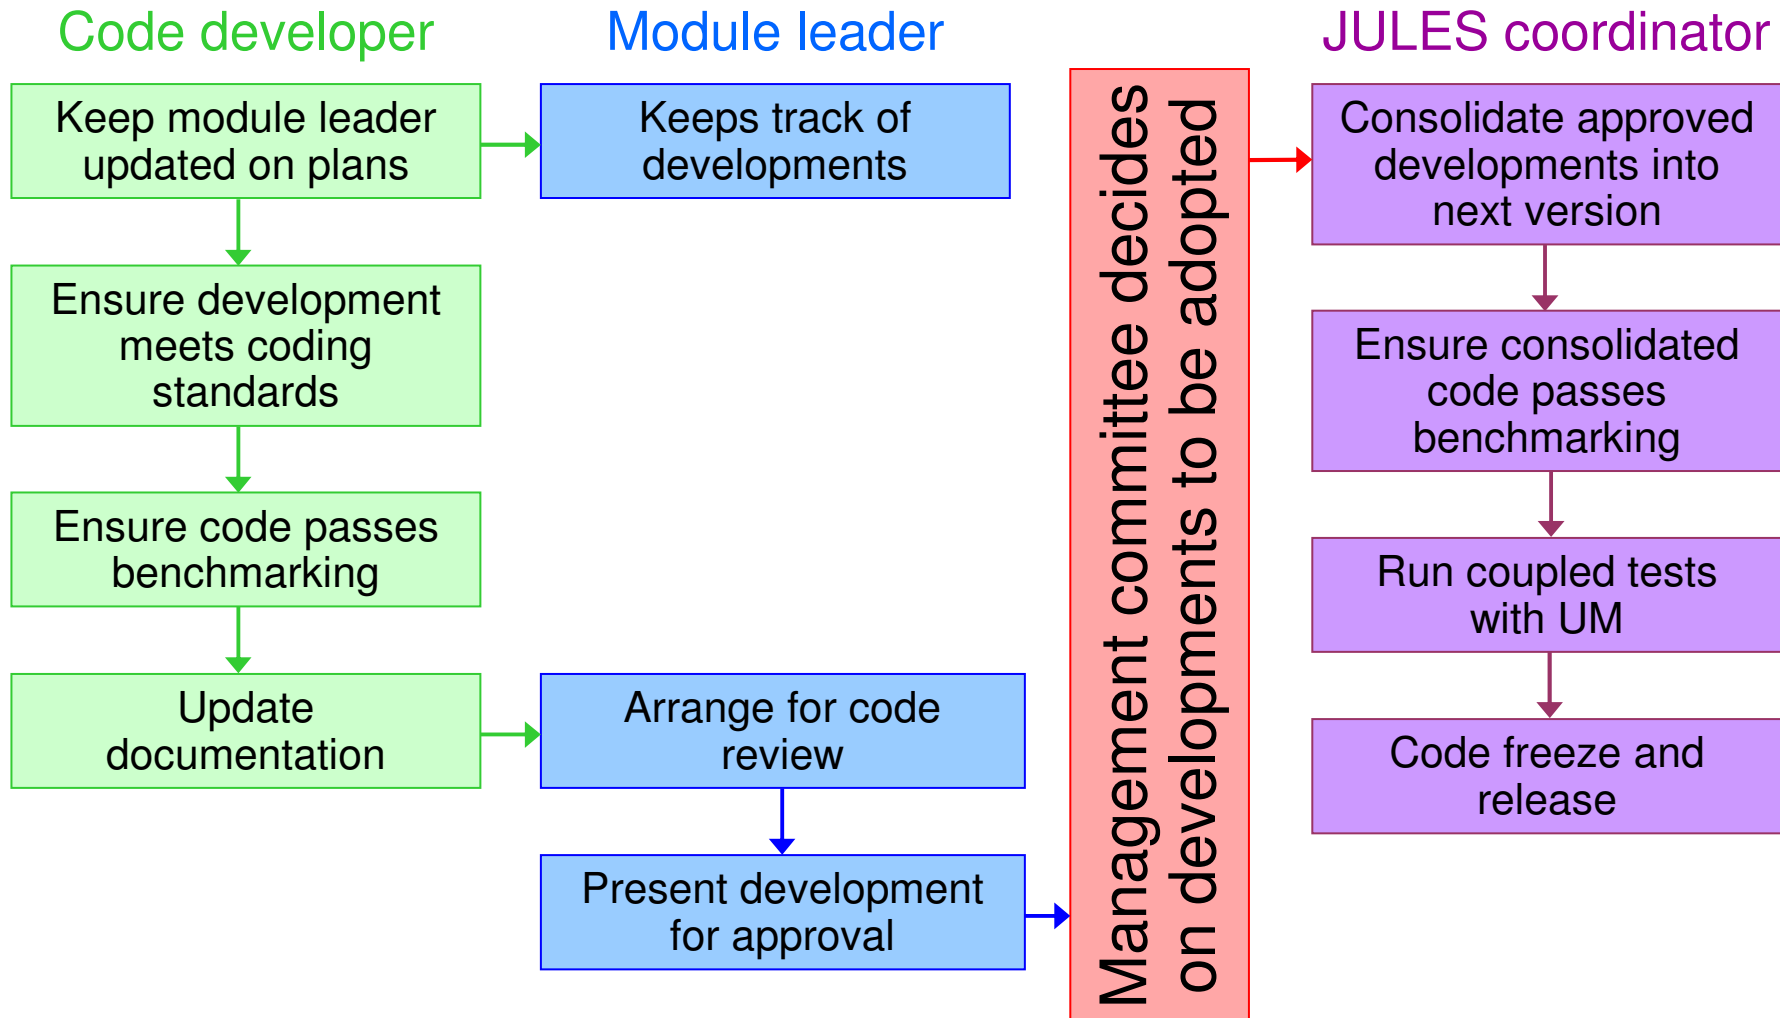 Code developer
Keep module leader
updated on plans
Ensure development
meets coding
standards
Ensure code passes
benchmarking
Update
documentation
Module leader
Keeps track of
developments
Arrange for code
review
Present development
for approval
Management committee decides
on developments to be adopted
JULES coordinator
Consolidate approved
developments into
next version
Ensure consolidated
code passes
benchmarking
Run coupled tests
with UM
Code freeze and
release